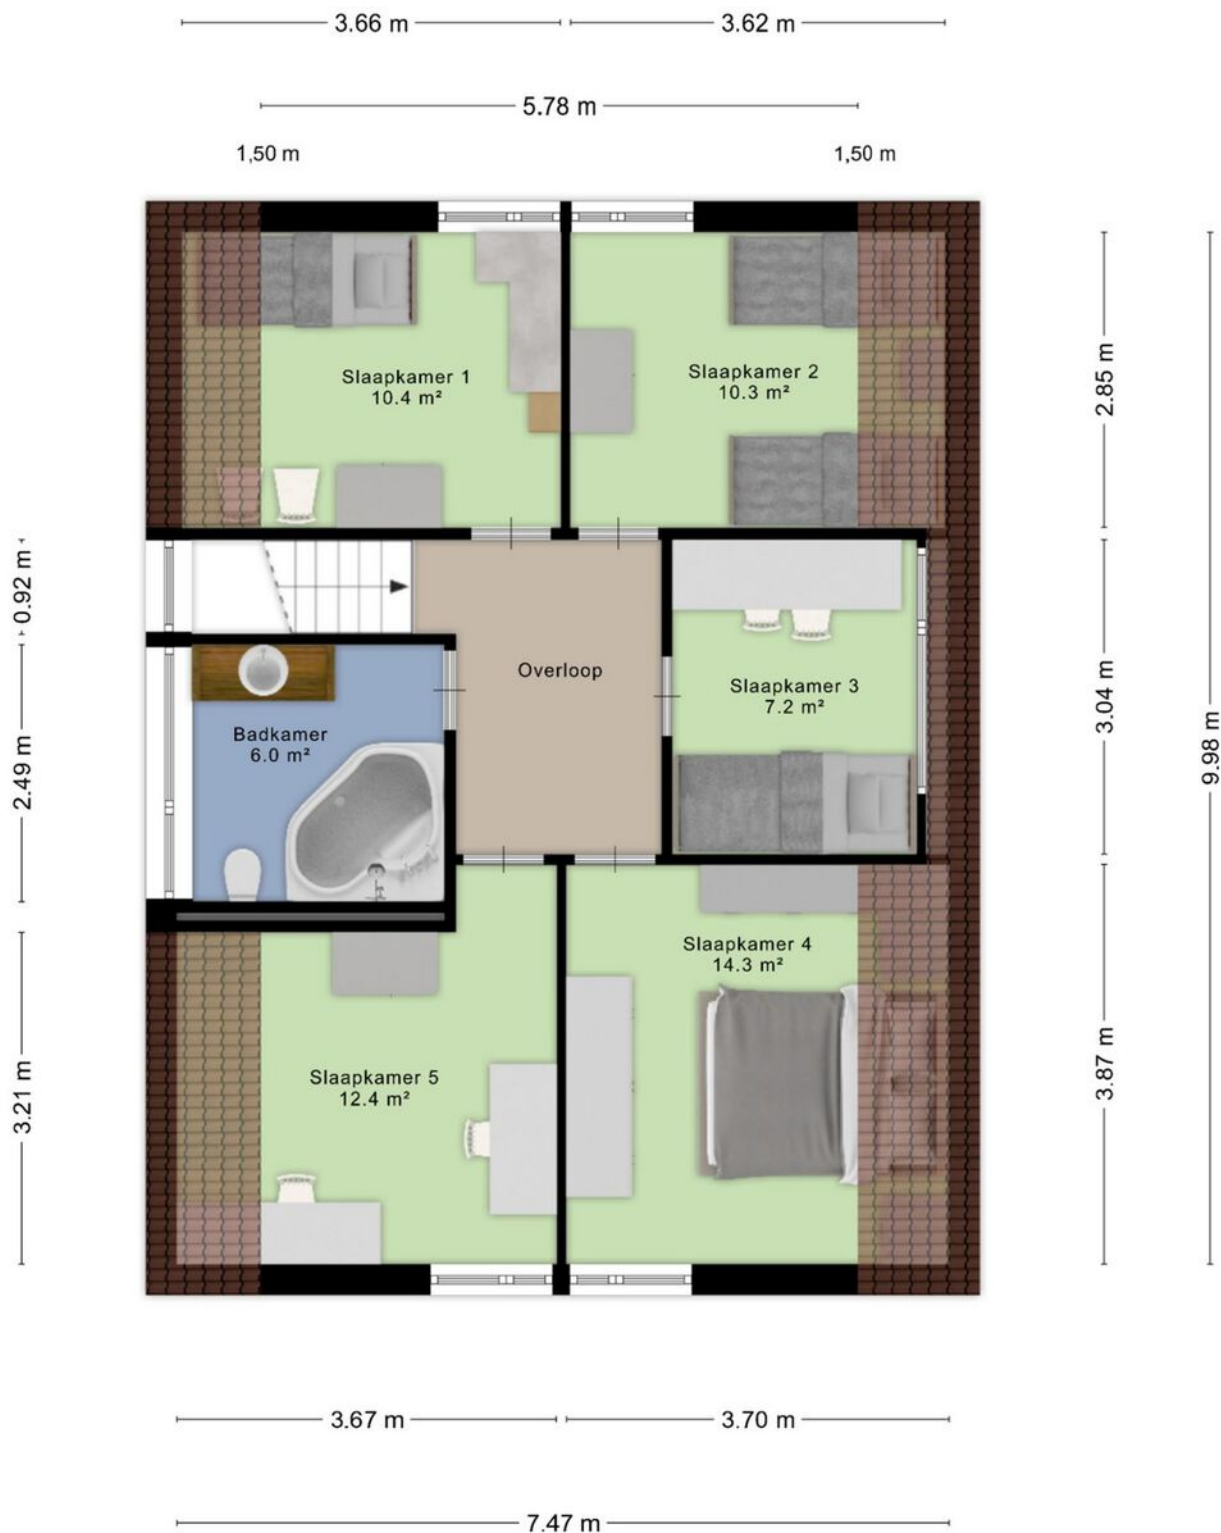 3.66 m
3.62 m
5.78 m
1,50 m
1,50 m
Slaapkamer 1
10.4 m²
Slaapkamer 2
10.3 m²
2.85 m
0.92 m
Overloop
Slaapkamer 3
7.2 m²
3.04 m
Badkamer
6.0 m²
2.49 m
9.98 m
Slaapkamer 4
14.3 m²
Slaapkamer 5
12.4 m²
3.21 m
3.87 m
3.67 m
3.70 m
7.47 m